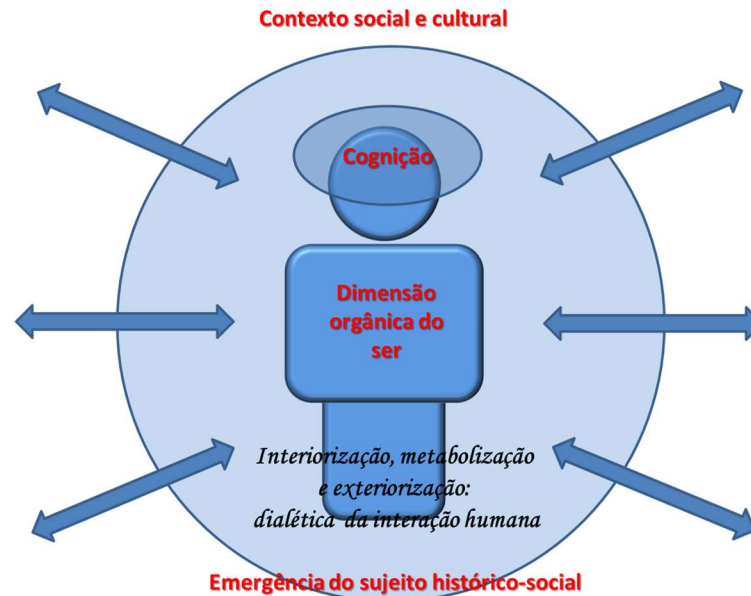 Contexto social e cultural
Cognição
Dimensão
orgânica do
ser
Interiorização, metabolização
e exteriorização:
dialética da interação humana
Emergência do sujeito histórico-social